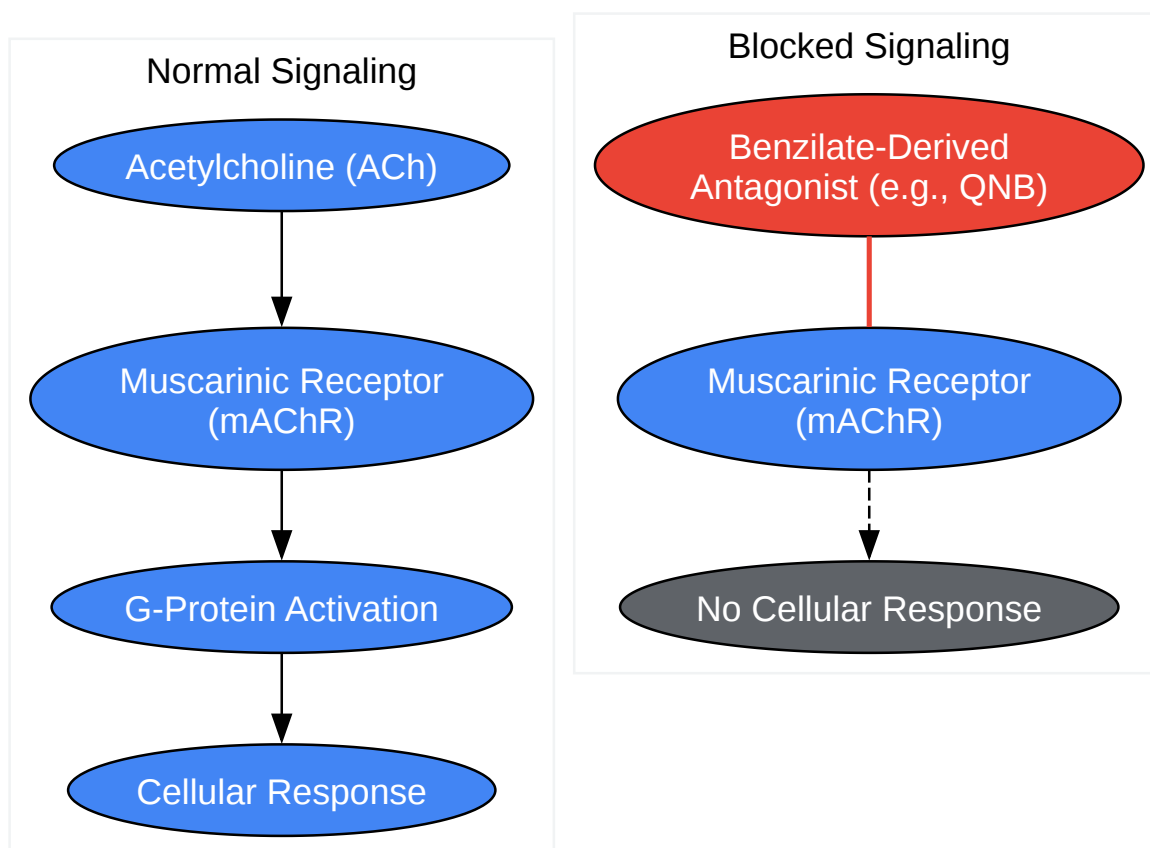 Normal Signaling
Acetylcholine (ACh)
Muscarinic Receptor
(mAChR)
G-Protein Activation
Cellular Response
Blocked Signaling
Benzilate-Derived
Antagonist (e.g., QNB)
Muscarinic Receptor
(mAChR)
No Cellular Response